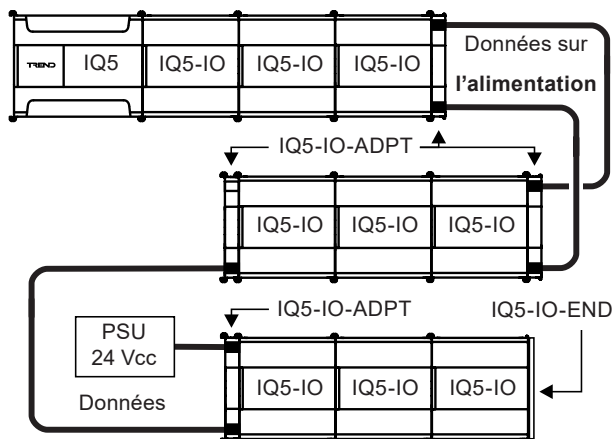 TREND IQ5 IQ5-IO IQ5-IO IQ5-IO
Données sur
l’alimentation
IQ5-IO-ADPT
IQ5-IO IQ5-IO IQ5-IO
IQ5-IO-ADPT IQ5-IO-END
PSU
24 Vcc
IQ5-IO IQ5-IO IQ5-IO
Données